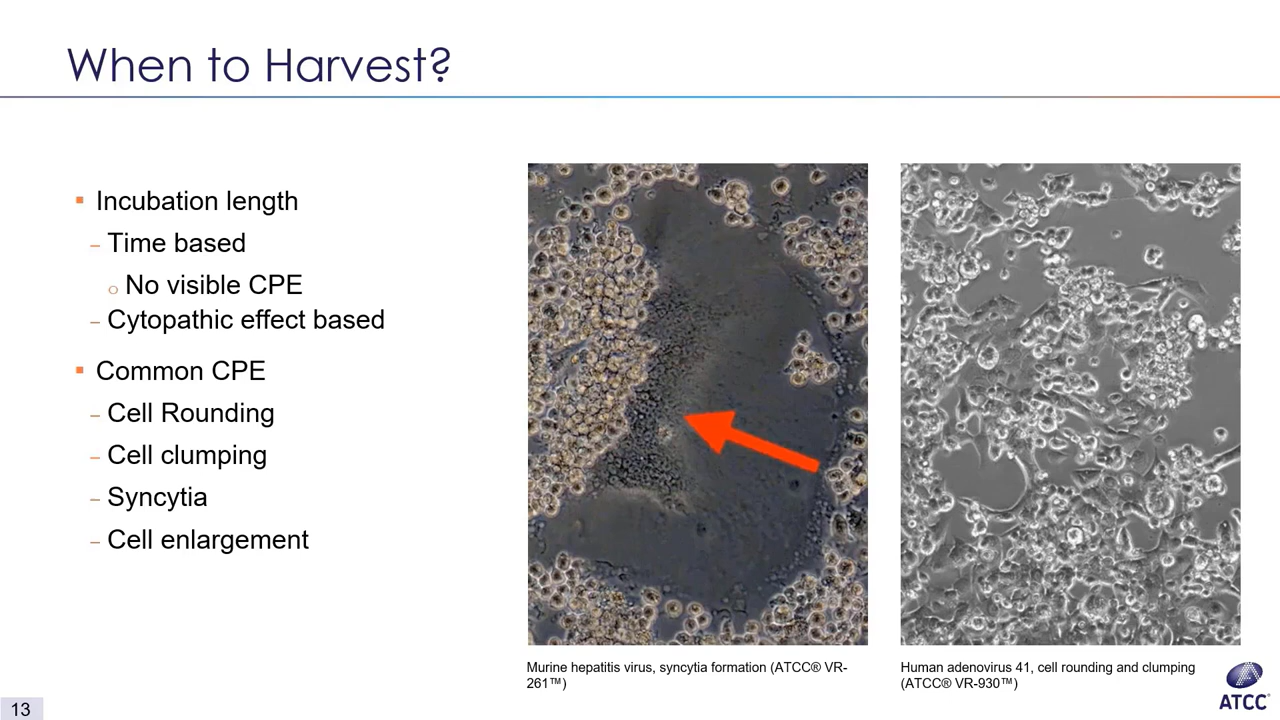 When to Harvest?
▪ Incubation length
– Time based
o No visible CPE
– Cytopathic effect based
▪ Common CPE
– Cell Rounding
– Cell clumping
– Syncytia
– Cell enlargement
Murine hepatitis virus, syncytia formation (ATCC® VR-
261™)
Human adenovirus 41, cell rounding and clumping
(ATCC® VR-930™)
ATCC®
13